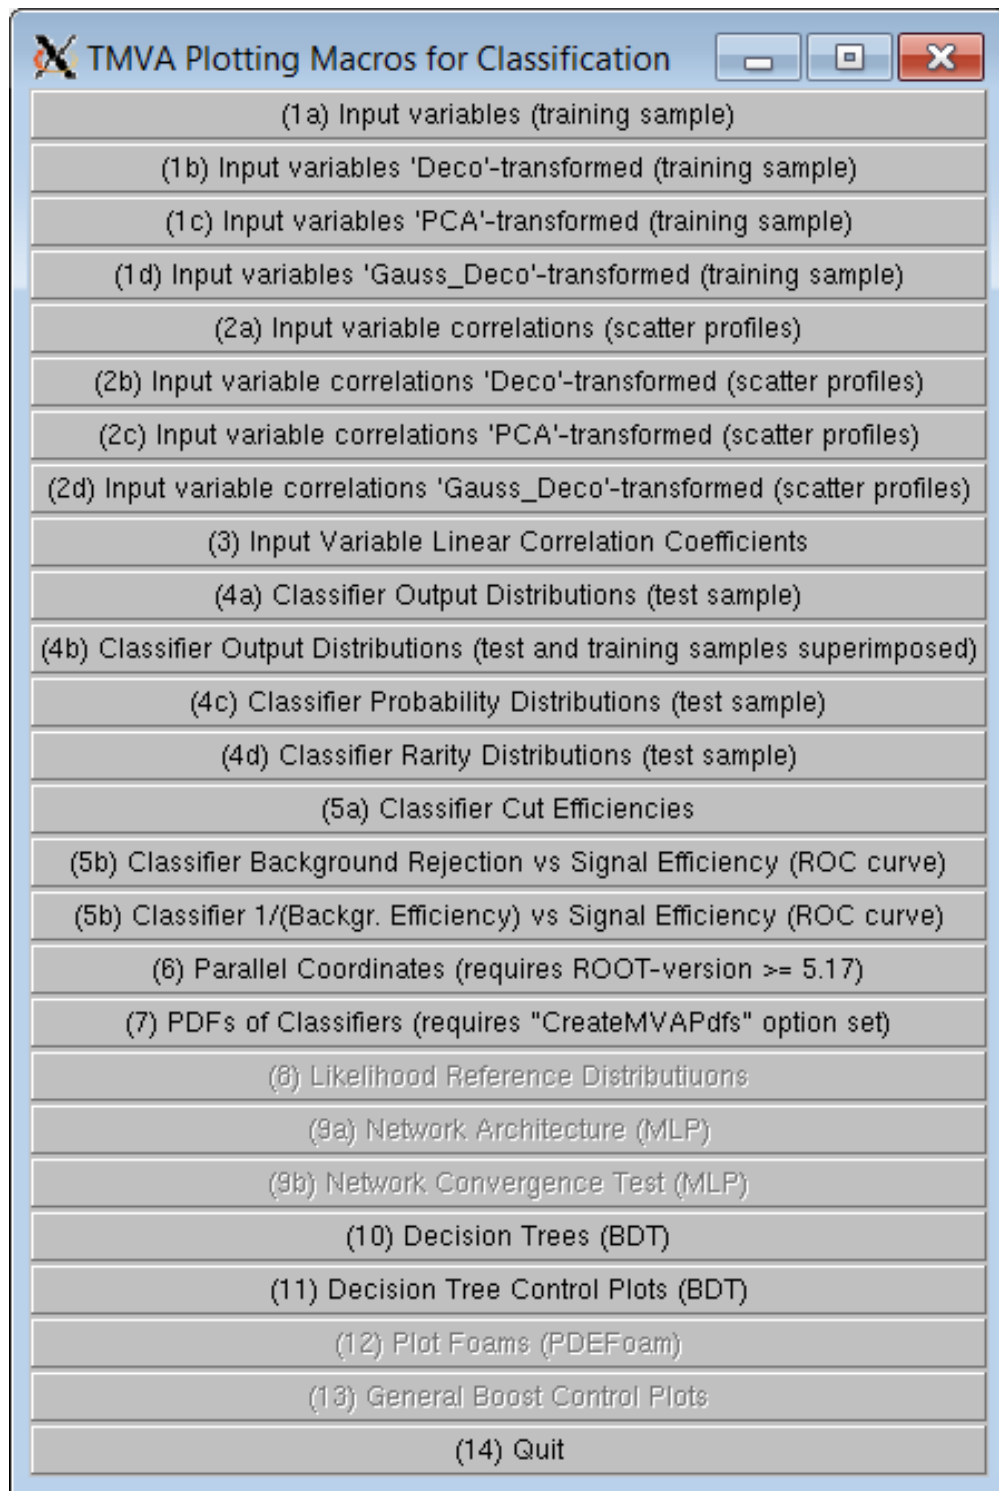 TMVA Plotting Macros for Classification
(1a) Input variables (training sample)
(1b) Input variables 'Deco'-transformed (training sample)
(1c) Input variables 'PCA'-transformed (training sample)
(1d) Input variables 'Gauss_Deco'-transformed (training sample)
(2a) Input variable correlations (scatter profiles)
(2b) Input variable correlations 'Deco'-transformed (scatter profiles)
(2c) Input variable correlations 'PCA'-transformed (scatter profiles)
(2d) Input variable correlations 'Gauss_Deco'-transformed (scatter profiles)
(3) Input Variable Linear Correlation Coefficients
(4a) Classifier Output Distributions (test sample)
(4b) Classifier Output Distributions (test and training samples superimposed)
(4c) Classifier Probability Distributions (test sample)
(4d) Classifier Rarity Distributions (test sample)
(5a) Classifier Cut Efficiencies
(5b) Classifier Background Rejection vs Signal Efficiency (ROC curve)
(5b) Classifier 1/(Backgr. Efficiency) vs Signal Efficiency (ROC curve)
(6) Parallel Coordinates (requires ROOT-version >= 5.17)
(7) PDFs of Classifiers (requires "CreateMVAPdfs" option set)
(8) Likelihood Reference Distributiuons
(9a) Network Architecture (MLP)
(9b) Network Convergence Test (MLP)
(10) Decision Trees (BDT)
(11) Decision Tree Control Plots (BDT)
(12) Plot Foams (PDEFoam)
(13) General Boost Control Plots
(14) Quit